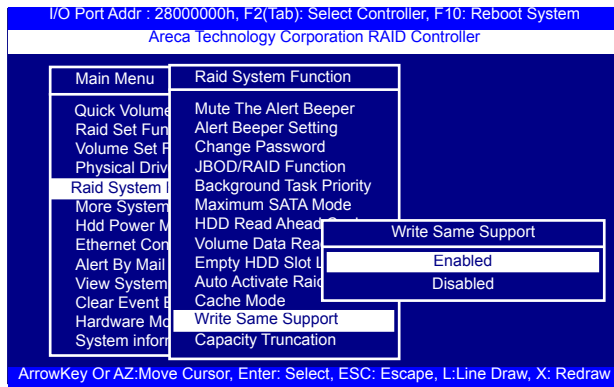 I/O Port Addr : 28000000h, F2(Tab): Select Controller, F10: Reboot System
Areca Technology Corporation RAID Controller
Main Menu
Quick Volume
Raid Set Fun
Volume Set F
Physical Driv
Raid System
More System
Hdd Power M
Ethernet Con
Alert By Mail
View System
Clear Event
Hardware Mo
System inform
Raid System Function
Mute The Alert Beeper
Alert Beeper Setting
Change Password
JBOD/RAID Function
Background Task Priority
Maximum SATA Mode
HDD Read Ahead
Volume Data Read
Empty HDD Slot L
Auto Activate Raid
Cache Mode
Write Same Support
Capacity Truncation
Write Same Support
Enabled
Disabled
ArrowKey Or AZ:Move Cursor, Enter: Select, ESC: Escape, L:Line Draw, X: Redraw